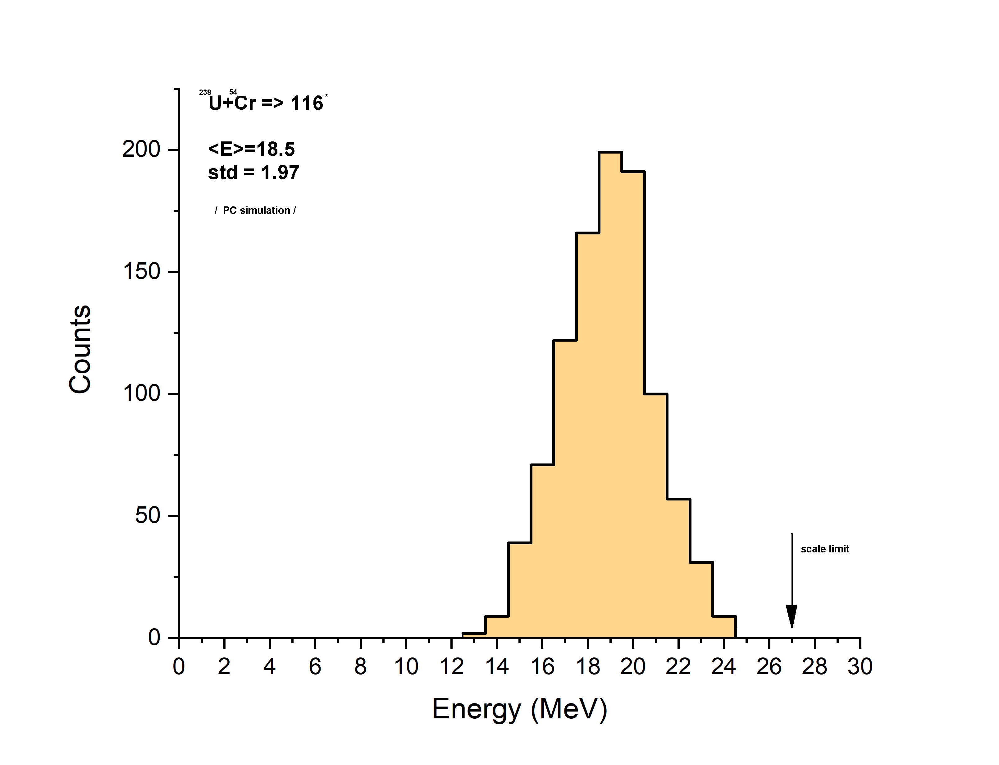 238U+54Cr => 116*
<E>=18.5
std = 1.97
/ PC simulation /
200
150
100
50
0
Counts
scale limit
0 2 4 6 8 10 12 14 16 18 20 22 24 26 28 30
Energy (MeV)